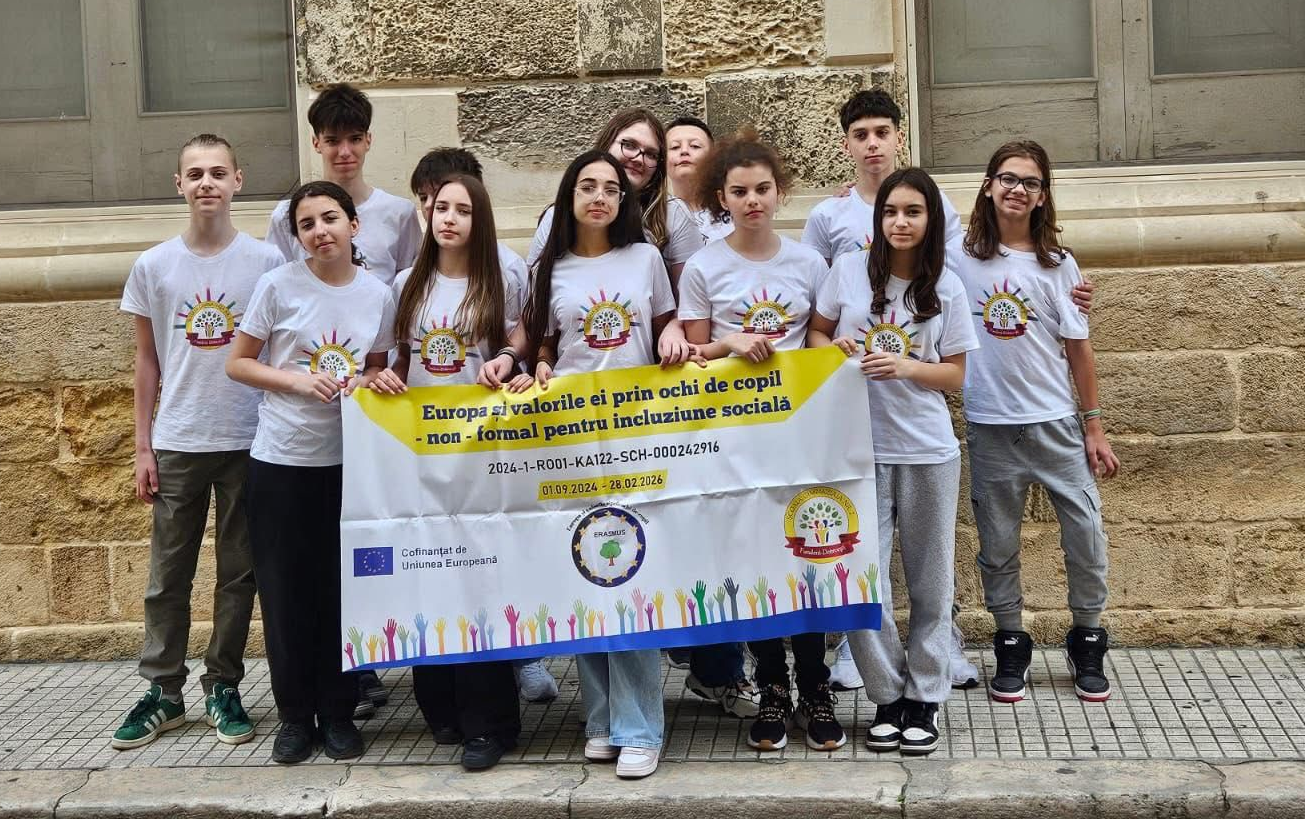 Europa și valorile ei prin ochi de copil
- non - formal pentru incluziune socială
2024-1-RO01-KA122-SCH-000242916
01.09.2024 - 28.02.2026
Cofinanțat de
Uniunea Europeană
ERASMUS